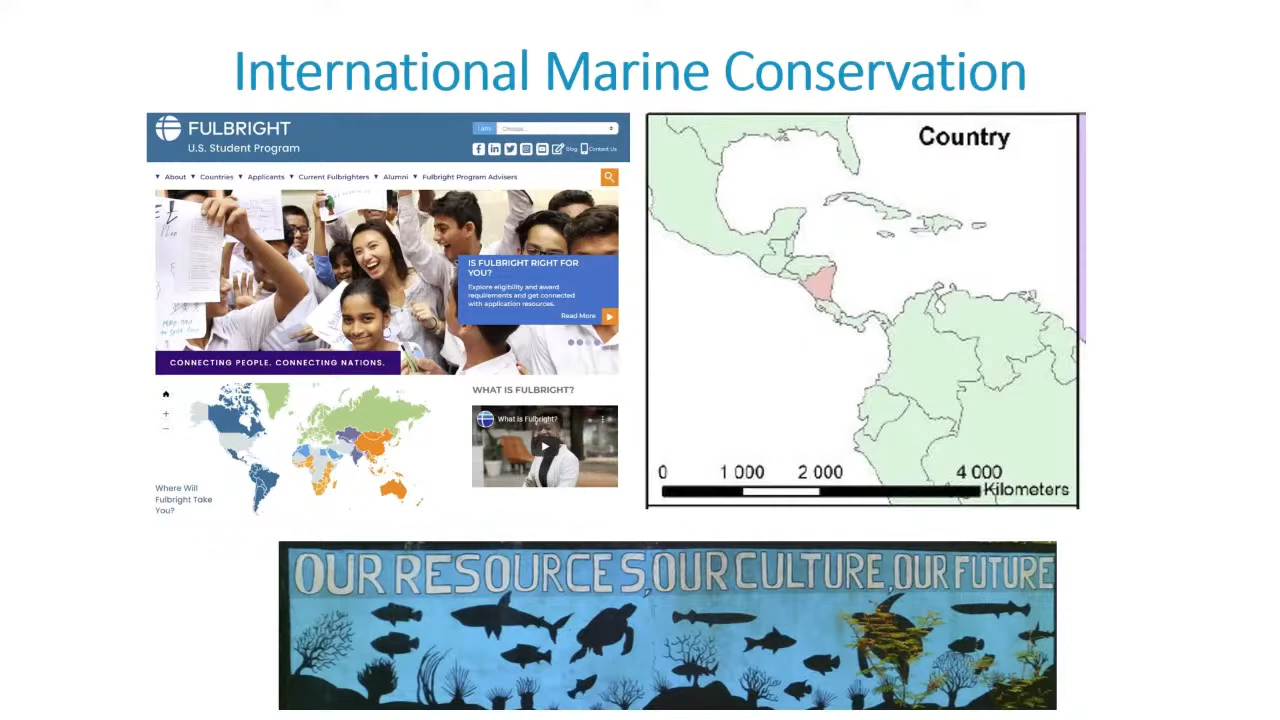 International Marine Conservation
FULBRIGHT
U.S. Student Program
I am
Choose...
Blog
Contact Us
About
Countries
Applicants
Current Fulbrighters
Alumni
Fulbright Program Advisers
IS FULBRIGHT RIGHT FOR
YOU?
Explore eligibility and award
requirements and get connected
with application resources.
Read More
CONNECTING PEOPLE. CONNECTING NATIONS.
WHAT IS FULBRIGHT?
What is Fulbright?
Where Will
Fulbright Take
You?
Country
0 1 000 2 000 4 000
Kilometers
OUR RESOURCES, OUR CULTURE, OUR FUTURE